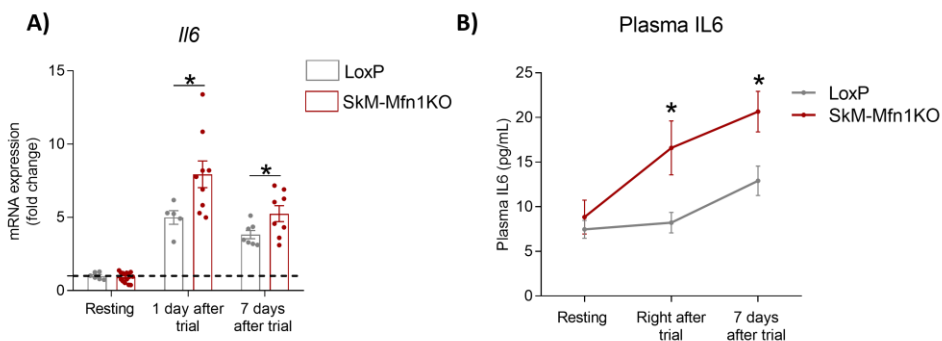 A)
Il6
mRNA expression
(fold change)
15
10
5
0
*
*
Resting
1 day after
trial
7 days
after trial
LoxP
SkM-Mfn1KO
B)
Plasma IL6
Plasma IL6 (pg/mL)
25
20
15
10
5
0
*
*
Resting
Right after
trial
7 days
after trial
LoxP
SkM-Mfn1KO